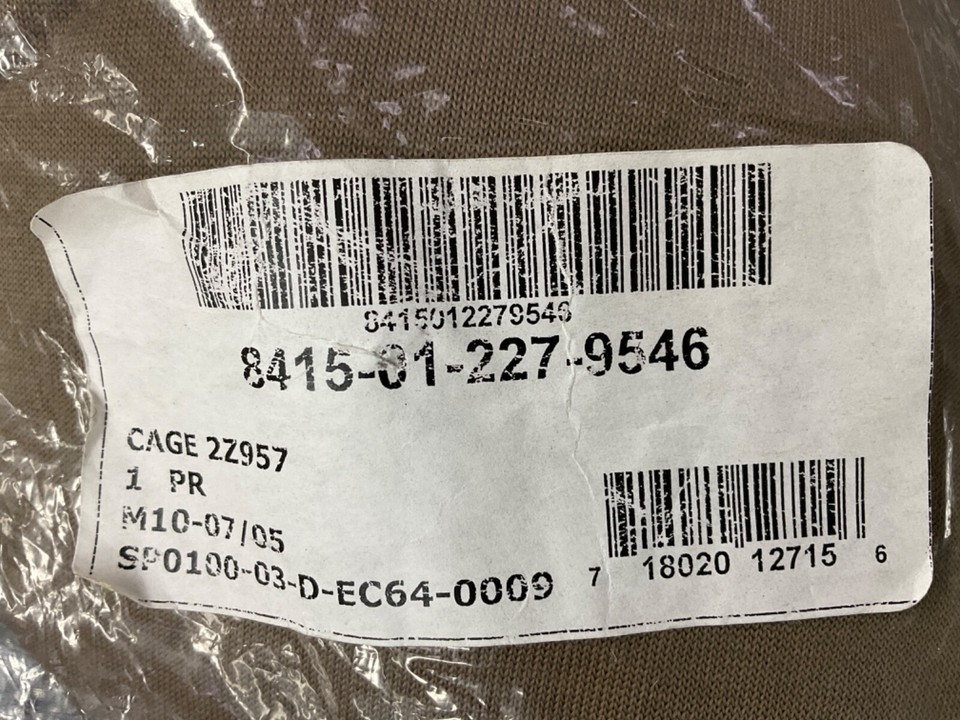 8415012279546
8415-01-227-9546
CAGE 2Z957
1 PR
M10-07/05
SP0100-03-D-EC64-0009
7 18020 12715 6